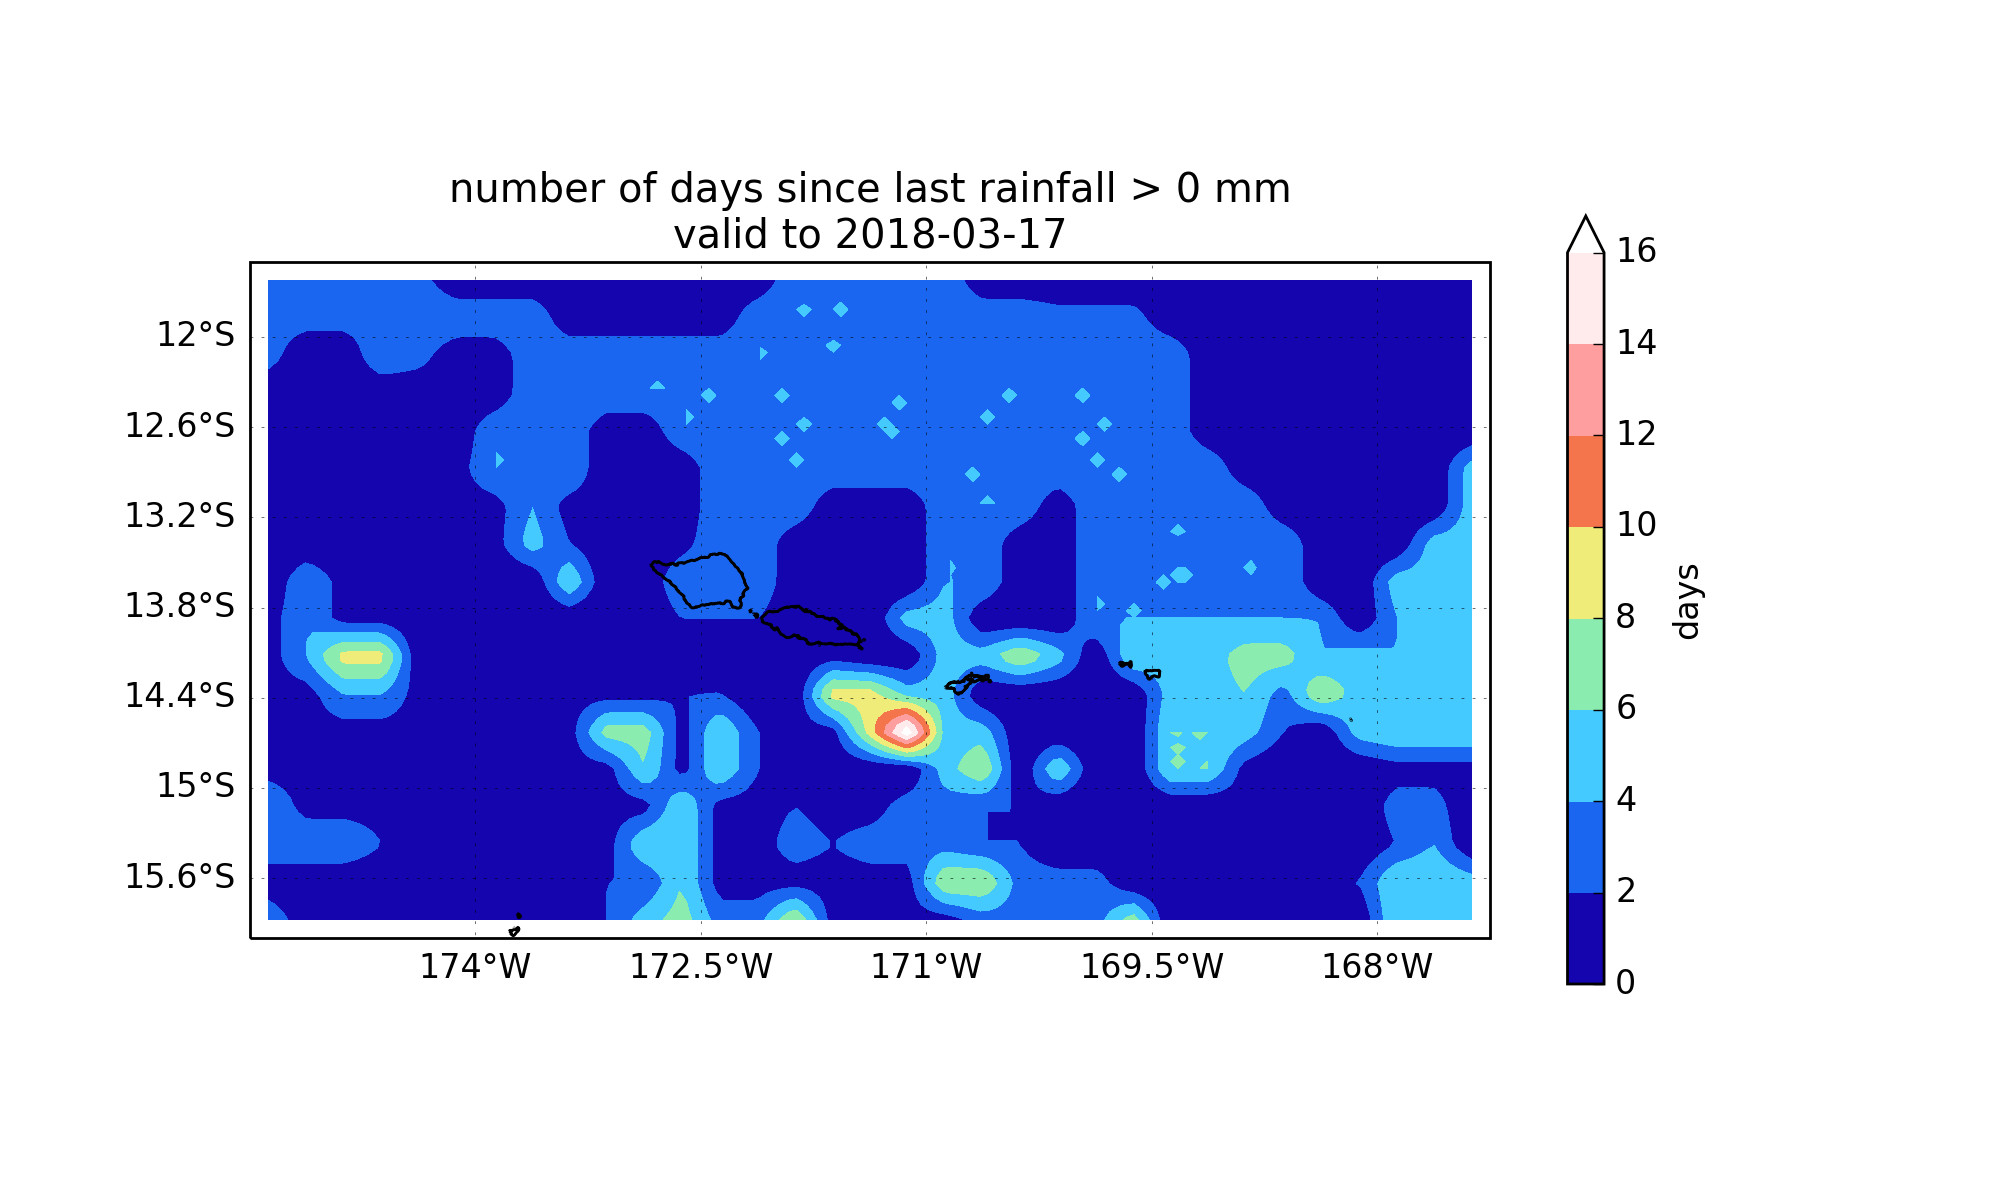 number of days since last rainfall > 0 mm
valid to 2018-03-17
12°S
12.6°S
13.2°S
13.8°S
14.4°S
15°S
15.6°S
174°W
172.5°W
171°W
169.5°W
168°W
16
14
12
10
8
6
4
2
0
days